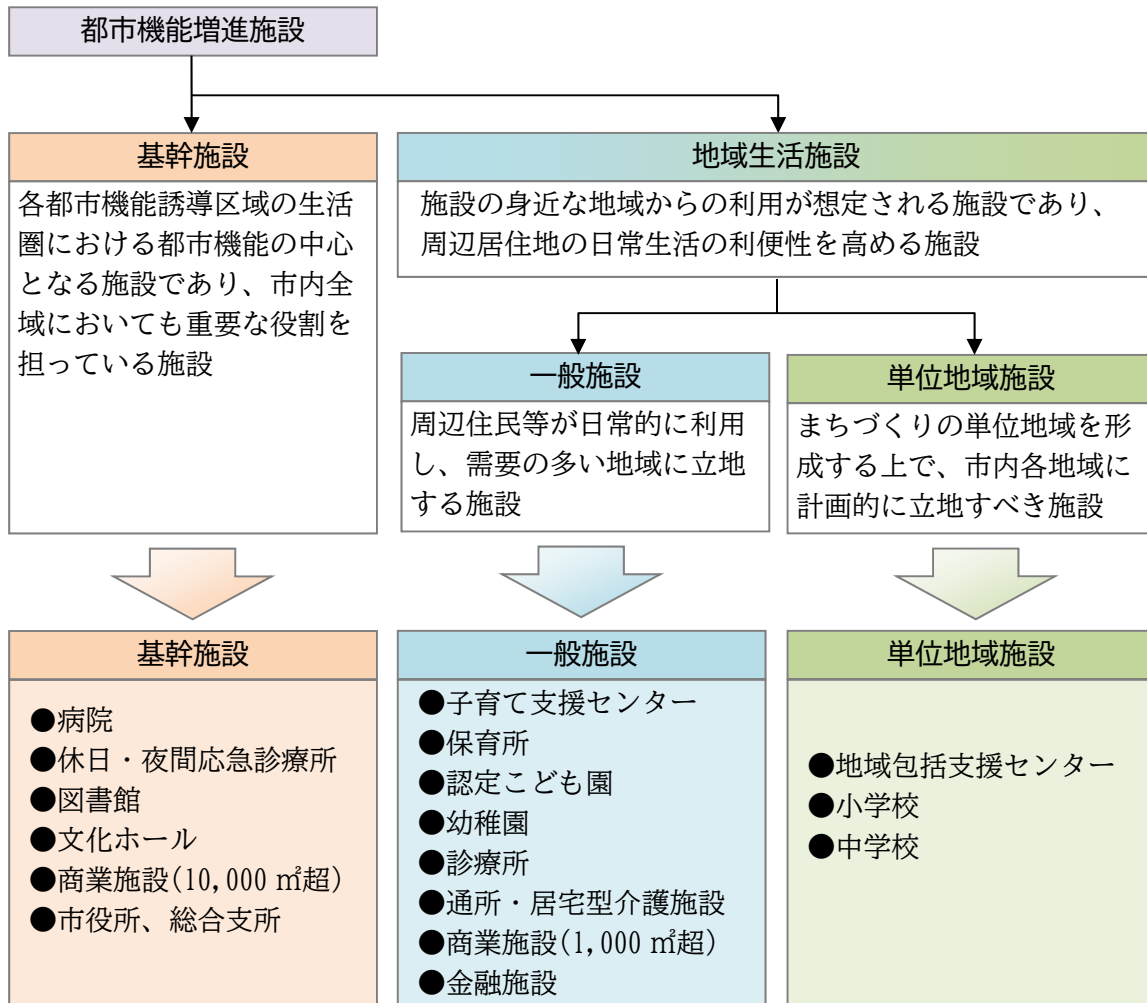 都市機能増進施設
基幹施設
各都市機能誘導区域の生活
圏における都市機能の中心
となる施設であり、市内全
域においても重要な役割を
担っている施設
地域生活施設
施設の身近な地域からの利用が想定される施設であり、
周辺居住地の日常生活の利便性を高める施設
一般施設
周辺住民等が日常的に利用
し、需要の多い地域に立地
する施設
単位地域施設
まちづくりの単位地域を形
成する上で、市内各地域に
計画的に立地すべき施設
基幹施設
●病院
●休日・夜間応急診療所
●図書館
●文化ホール
●商業施設(10,000 ㎡超)
●市役所、総合支所
一般施設
●子育て支援センター
●保育所
●認定こども園
●幼稚園
●診療所
●通所・居宅型介護施設
●商業施設(1,000 ㎡超)
●金融施設
単位地域施設
●地域包括支援センター
●小学校
●中学校